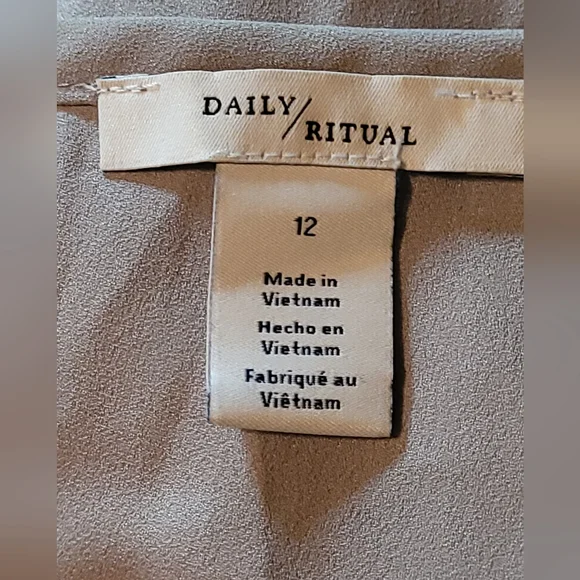 DAILY/
RITUAL
12
Made in
Vietnam
Hecho en
Vietnam
Fabriqué au
Viêtnam